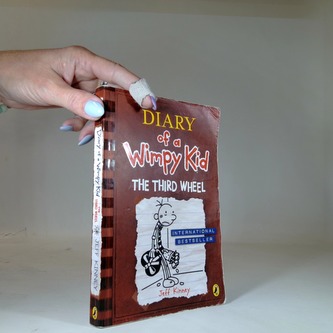 DIARY
of a
Wimpy Kid
THE THIRD WHEEL
INTERNATIONAL
BESTSELLER
Jeff Kinney